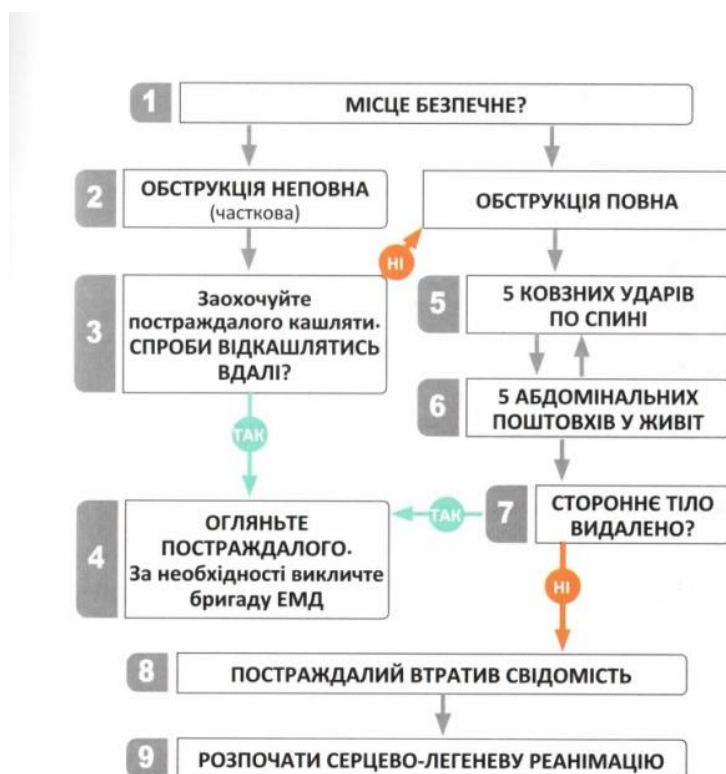 1
МІСЦЕ БЕЗПЕЧНЕ?
2
ОБСТРУКЦІЯ НЕПОВНА
(часткова)
ОБСТРУКЦІЯ ПОВНА
НІ
3
Заохочуйте
постраждалого кашляти.
СПРОБИ ВІДКАШЛЯТИСЬ
ВДАЛІ?
5
5 КОВЗНИХ УДАРІВ
ПО СПИНІ
6
5 АБДОМІНАЛЬНИХ
ПОШТОВХІВ У ЖИВІТ
ТАК
4
ОГЛЯНЬТЕ
ПОСТРАЖДАЛОГО.
За необхідності викличте
бригаду ЕМД
ТАК
7
СТОРОННЄ ТІЛО
ВИДАЛЕНО?
НІ
8
ПОСТРАЖДАЛИЙ ВТРАТИВ СВІДОМІСТЬ
9
РОЗПОЧАТИ СЕРЦЕВО-ЛЕГЕНЕВУ РЕАНІМАЦІЮ